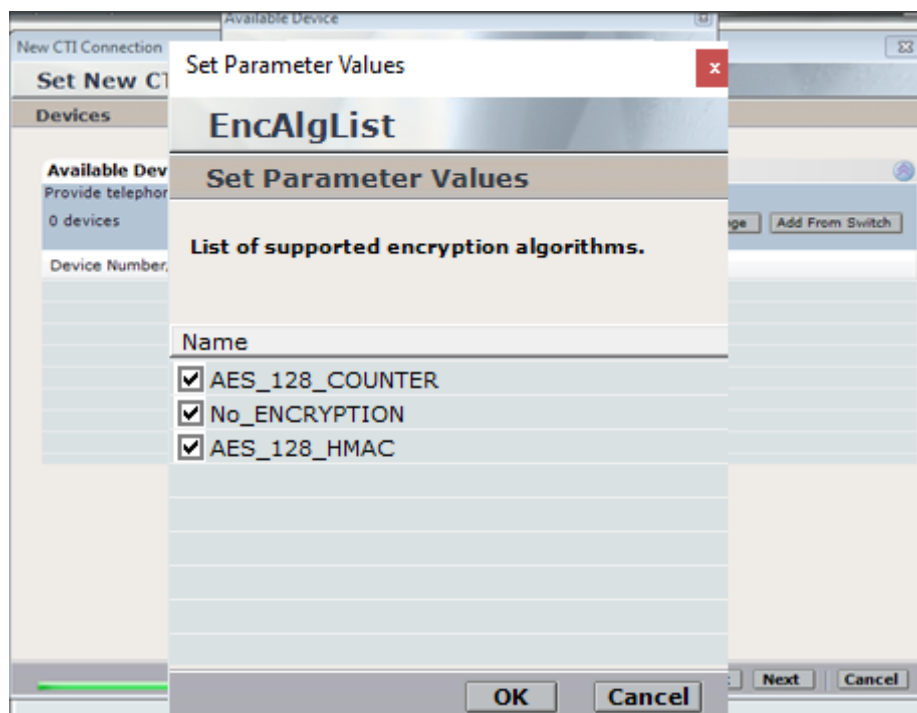 Available Device
New CTI Connection
Set New CT
Devices
Available Dev
Provide telephor
0 devices
Add From Switch
Device Number,
Set Parameter Values
x
EncAlgList
Set Parameter Values
List of supported encryption algorithms.
Name
AES_128_COUNTER
No_ENCRYPTION
AES_128_HMAC
OK
Cancel
Next
Cancel